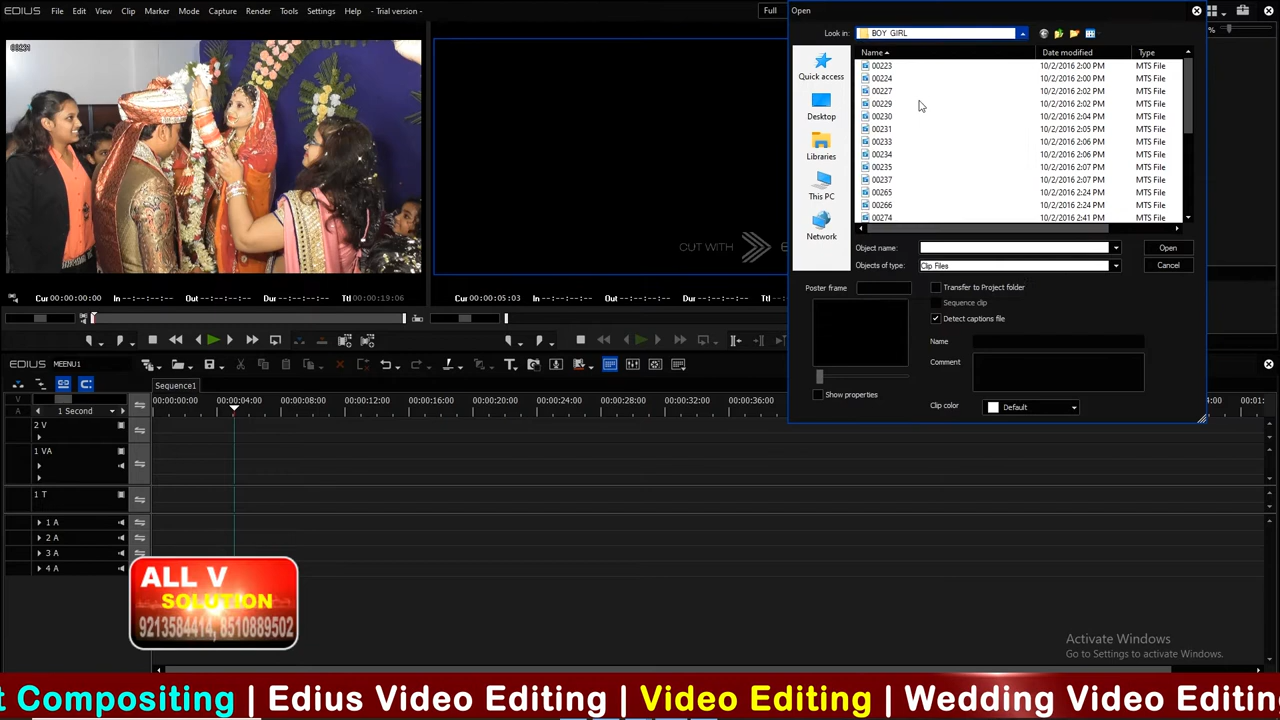 EDIUS File Edit View Clip Marker Mode Capture Render Tools Settings Help - Trial version - Full
Open
00231
Look in: BOY GIRL
Name Date modified Type
00223 10/2/2016 2:00 PM MTS File
00224 10/2/2016 2:00 PM MTS File
00227 10/2/2016 2:02 PM MTS File
00229 10/2/2016 2:02 PM MTS File
00230 10/2/2016 2:04 PM MTS File
00231 10/2/2016 2:05 PM MTS File
00233 10/2/2016 2:06 PM MTS File
00234 10/2/2016 2:06 PM MTS File
00235 10/2/2016 2:07 PM MTS File
00237 10/2/2016 2:07 PM MTS File
00265 10/2/2016 2:24 PM MTS File
00266 10/2/2016 2:24 PM MTS File
00274 10/2/2016 2:41 PM MTS File
Quick access
Desktop
Libraries
This PC
Network
Object name: Open
Objects of type: Clip Files Cancel
Poster frame
Transfer to Project folder
Sequence clip
Detect captions file
Name
Comment
Show properties
Clip color Default
CUT WITH
Cur 00:00:00:00 In --:--:--:-- Out --:--:--:-- Dur --:--:--:-- Ttl 00:00:19:06
Cur 00:00:05:03 In --:--:--:-- Out --:--:--:-- Dur --:--:--:--
EDIUS MEENU1
Sequence1
V
A
1 Second
00:00:00:00 00:00:04:00 00:00:08:00 00:00:12:00 00:00:16:00 00:00:20:00 00:00:24:00 00:00:28:00 00:00:32:00 00:00:36:00
2 V
1 VA
1 T
1 A
2 A
3 A
4 A
ALL V
SOLUTION
9213584414, 8510889502
Activate Windows
Go to Settings to activate Windows.
t Compositing | Edius Video Editing | Video Editing | Wedding Video Editin